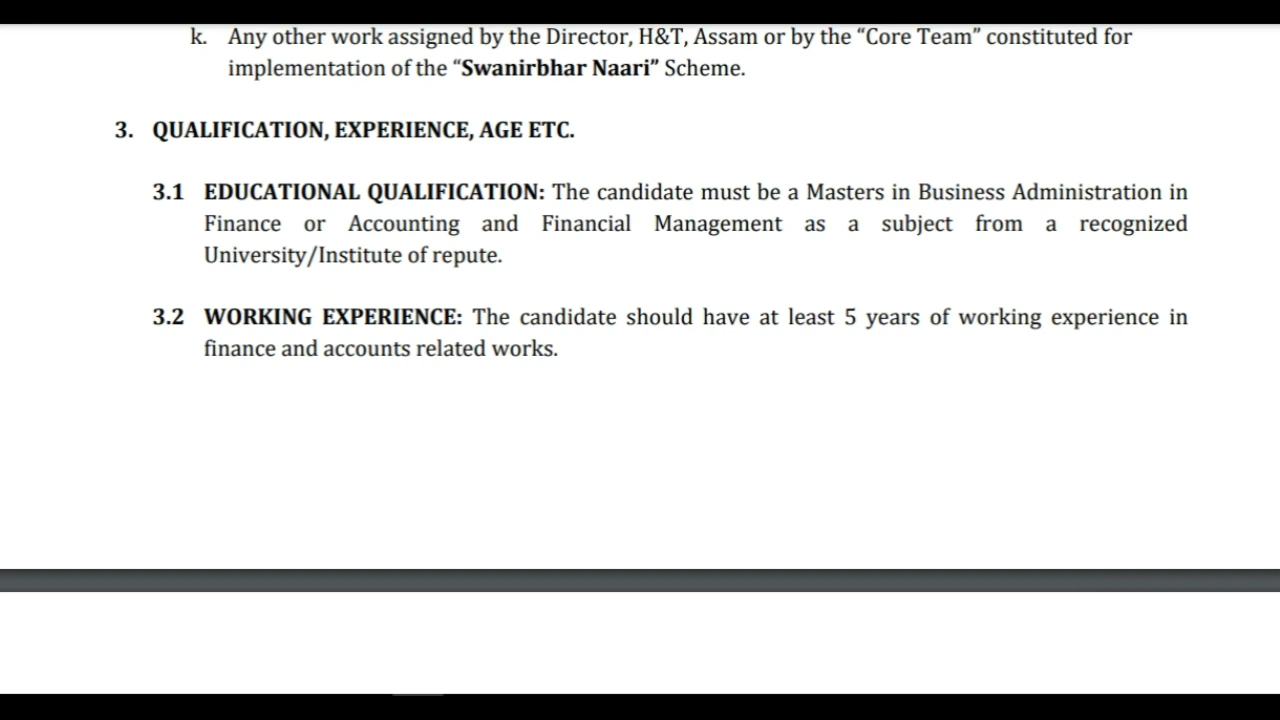 k. Any other work assigned by the Director, H&T, Assam or by the “Core Team” constituted for
implementation of the “Swanirbhar Naari” Scheme.
3. QUALIFICATION, EXPERIENCE, AGE ETC.
3.1 EDUCATIONAL QUALIFICATION: The candidate must be a Masters in Business Administration in
Finance or Accounting and Financial Management as a subject from a recognized
University/Institute of repute.
3.2 WORKING EXPERIENCE: The candidate should have at least 5 years of working experience in
finance and accounts related works.